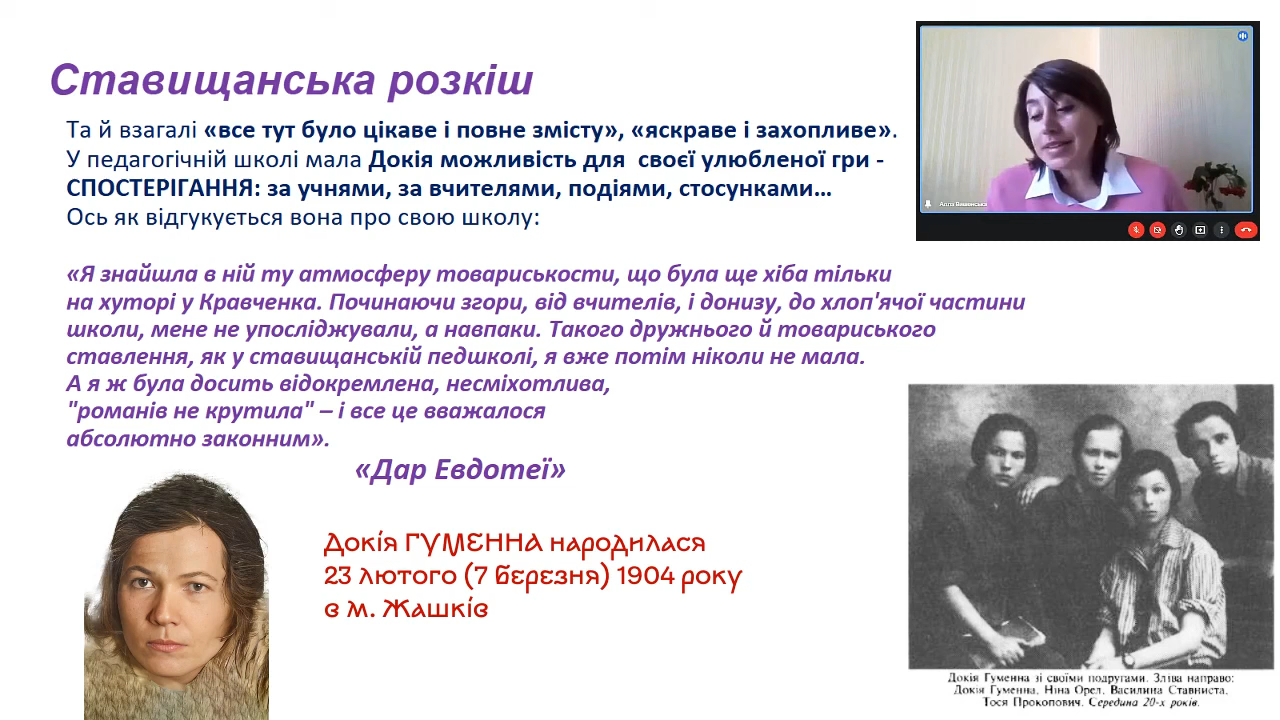 Ставищанська розкіш
Та й взагалі «все тут було цікаве і повне змісту», «яскраве і захопливе».
У педагогічній школі мала Докія можливість для своєї улюбленої гри -
СПОСТЕРІГАННЯ: за учнями, за вчителями, подіями, стосунками...
Ось як відгукується вона про свою школу:
«Я знайшла в ній ту атмосферу товариськости, що була ще хіба тільки
на хуторі у Кравченка. Починаючи згори, від вчителів, і донизу, до хлоп'ячої частини
школи, мене не упосліджували, а навпаки. Такого дружнього й товариського
ставлення, як у ставищанській педшколі, я вже потім ніколи не мала.
А я ж була досить відокремлена, несміхотлива,
"романів не крутила" – і все це вважалося
абсолютно законним».
«Дар Евдотеї»
Докія ГУМЕННА народилася
23 лютого (7 березня) 1904 року
в м. Жашків
Докія Гуменна зі своїми подругами. Зліва направо:
Докія Гуменна, Ніна Орел, Василина Ставниста,
Тося Прокопович. Середина 20-х років.